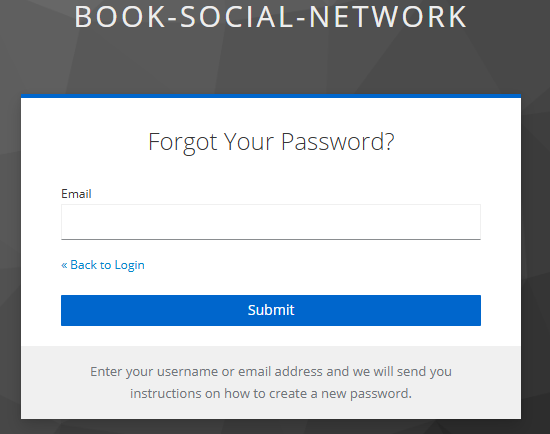 BOOK-SOCIAL-NETWORK
Forgot Your Password?
Email
« Back to Login
Submit
Enter your username or email address and we will send you
instructions on how to create a new password.